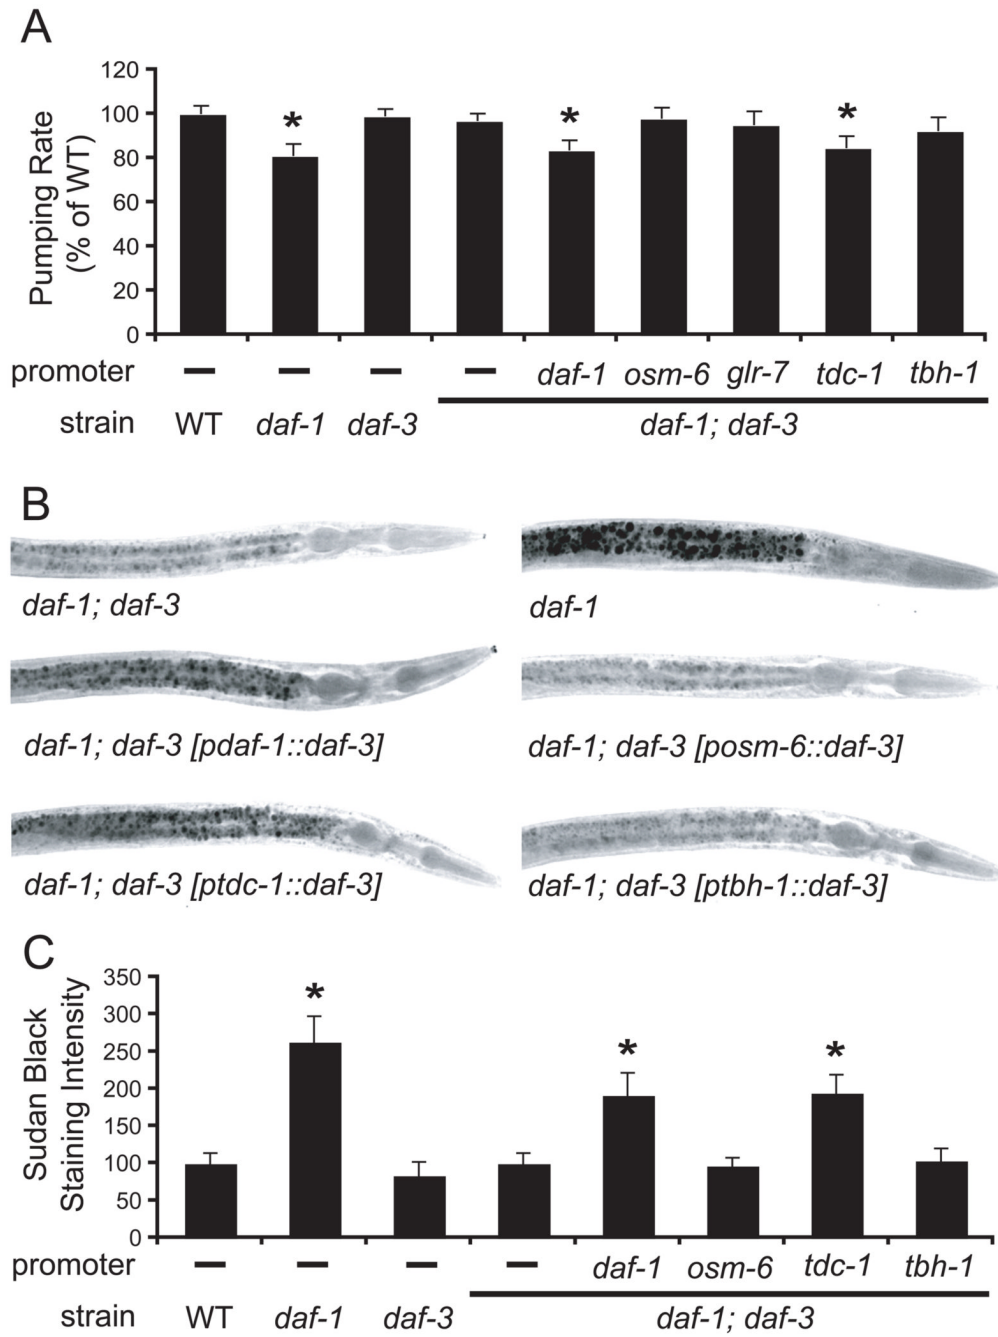 A
120
100
80
60
40
20
0
Pumping Rate
(% of WT)
* * *
promoter — — — — daf-1 osm-6 glr-7 tdc-1 tbh-1
strain WT daf-1 daf-3 daf-1; daf-3
B
daf-1; daf-3
daf-1
daf-1; daf-3 [pdaf-1::daf-3]
daf-1; daf-3 [posm-6::daf-3]
daf-1; daf-3 [ptdc-1::daf-3]
daf-1; daf-3 [ptbh-1::daf-3]
C
350
300
250
200
150
100
50
0
Sudan Black
Staining Intensity
* * *
promoter — — — — daf-1 osm-6 tdc-1 tbh-1
strain WT daf-1 daf-3 daf-1; daf-3